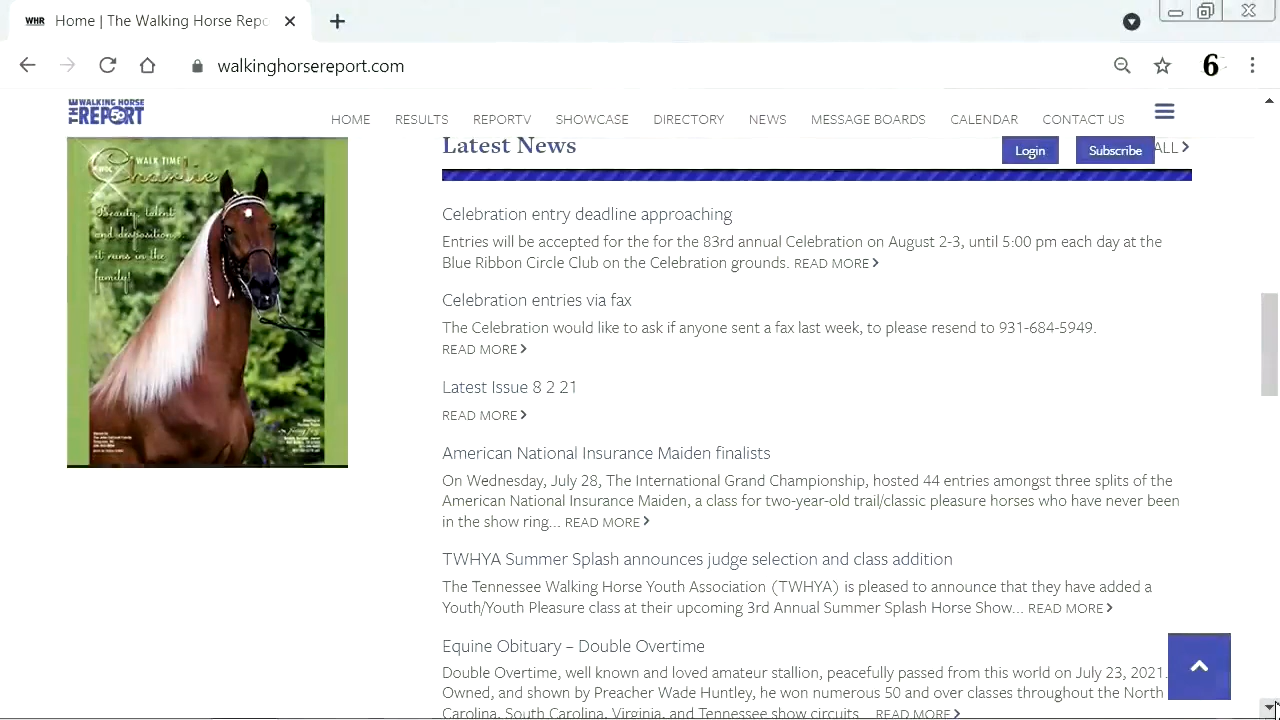 WHR Home | The Walking Horse Repo
walkinghorsereport.com
6
THE WALKING HORSE REPORT 50
HOME RESULTS REPORTV SHOWCASE DIRECTORY NEWS MESSAGE BOARDS CALENDAR CONTACT US
Login Subscribe
Latest News
ALL
WALK TIME'S
Charlie
Beauty, talent
and disposition,
it runs in the
family!
Celebration entry deadline approaching
Entries will be accepted for the for the 83rd annual Celebration on August 2-3, until 5:00 pm each day at the
Blue Ribbon Circle Club on the Celebration grounds. READ MORE
Celebration entries via fax
The Celebration would like to ask if anyone sent a fax last week, to please resend to 931-684-5949.
READ MORE
Latest Issue 8 2 21
READ MORE
American National Insurance Maiden finalists
On Wednesday, July 28, The International Grand Championship, hosted 44 entries amongst three splits of the
American National Insurance Maiden, a class for two-year-old trail/classic pleasure horses who have never been
in the show ring... READ MORE
TWHYA Summer Splash announces judge selection and class addition
The Tennessee Walking Horse Youth Association (TWHYA) is pleased to announce that they have added a
Youth/Youth Pleasure class at their upcoming 3rd Annual Summer Splash Horse Show... READ MORE
Equine Obituary – Double Overtime
Double Overtime, well known and loved amateur stallion, peacefully passed from this world on July 23, 2021.
Owned, and shown by Preacher Wade Huntley, he won numerous 50 and over classes throughout the North
Carolina, South Carolina, Virginia, and Tennessee show circuits... READ MORE